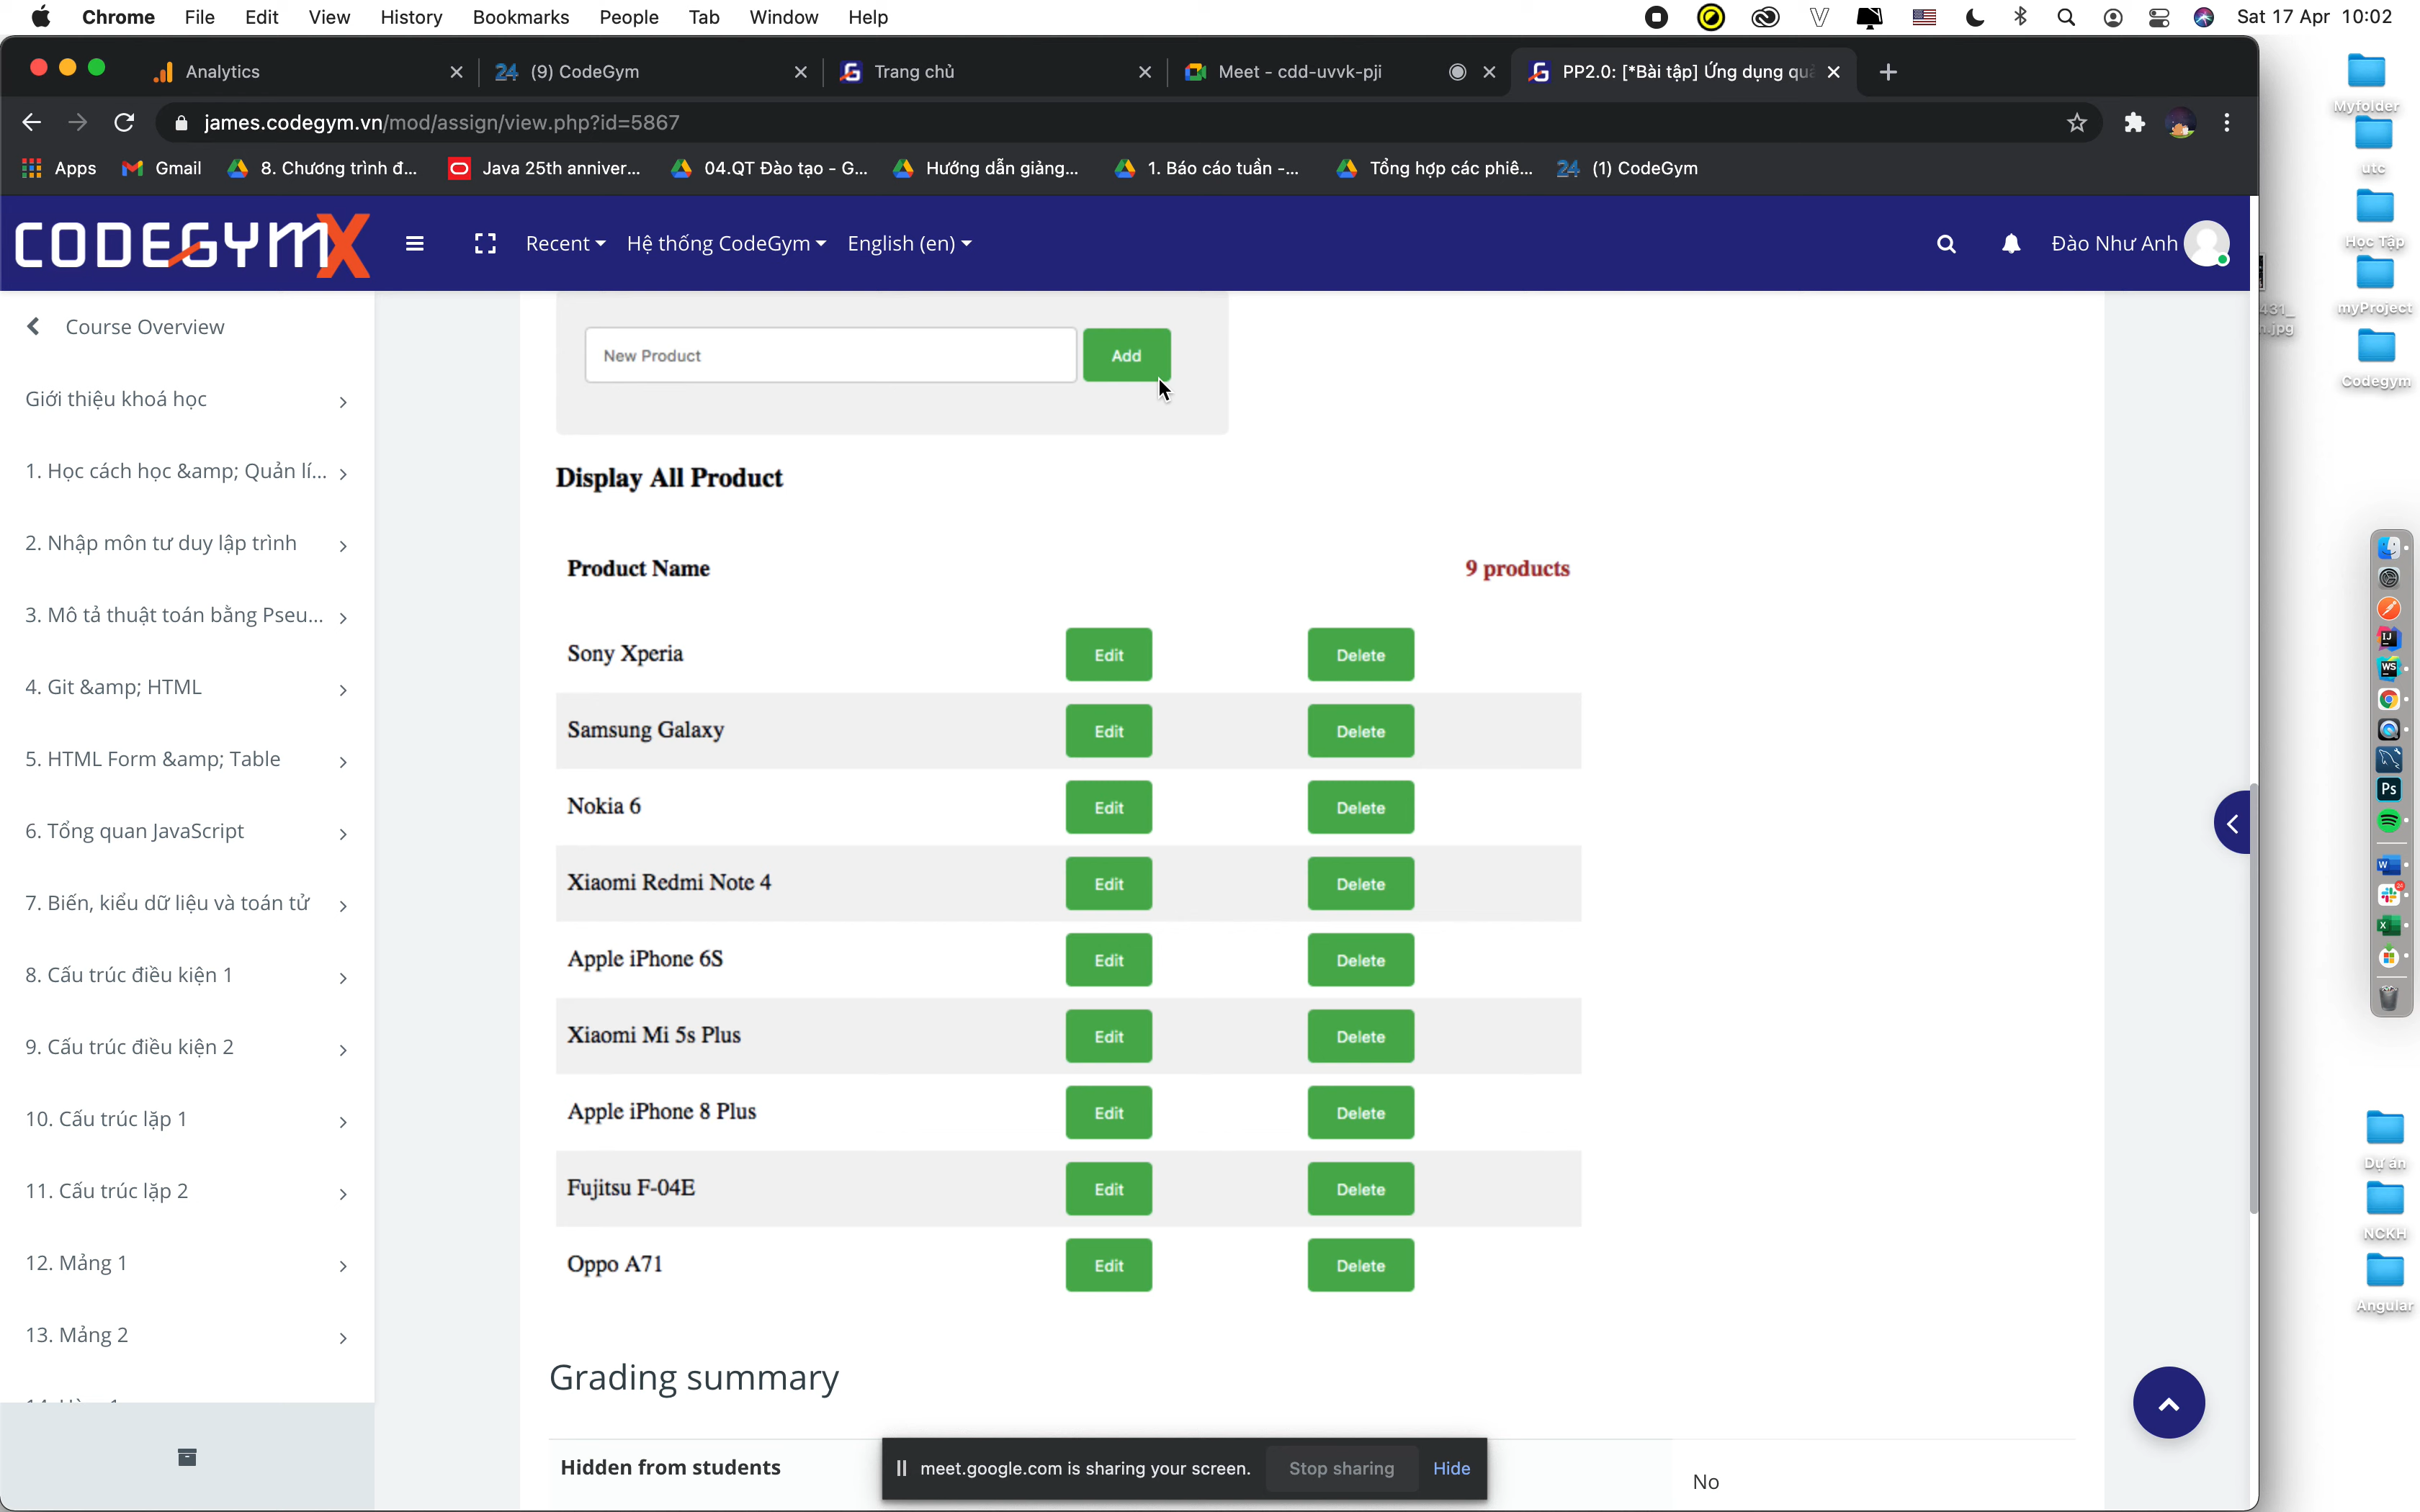 Chrome File Edit View History Bookmarks People Tab Window Help Sat 17 Apr 10:02
Analytics (9) CodeGym Trang chủ Meet - cdd-uvvk-pji PP2.0: [*Bài tập] Ứng dụng quả
james.codegym.vn/mod/assign/view.php?id=5867
Apps Gmail 8. Chương trình đ... Java 25th anniver... 04.QT Đào tạo - G... Hướng dẫn giảng... 1. Báo cáo tuần -... Tổng hợp các phiê... 24 (1) CodeGym
CODEGYMX Recent Hệ thống CodeGym English (en) Đào Như Anh
Course Overview
Giới thiệu khoá học
1. Học cách học &amp; Quản lí...
2. Nhập môn tư duy lập trình
3. Mô tả thuật toán bằng Pseu...
4. Git &amp; HTML
5. HTML Form &amp; Table
6. Tổng quan JavaScript
7. Biến, kiểu dữ liệu và toán tử
8. Cấu trúc điều kiện 1
9. Cấu trúc điều kiện 2
10. Cấu trúc lặp 1
11. Cấu trúc lặp 2
12. Mảng 1
13. Mảng 2
New Product Add
Display All Product
Product Name 9 products
Sony Xperia Edit Delete
Samsung Galaxy Edit Delete
Nokia 6 Edit Delete
Xiaomi Redmi Note 4 Edit Delete
Apple iPhone 6S Edit Delete
Xiaomi Mi 5s Plus Edit Delete
Apple iPhone 8 Plus Edit Delete
Fujitsu F-04E Edit Delete
Oppo A71 Edit Delete
Grading summary
Hidden from students No
meet.google.com is sharing your screen. Stop sharing Hide
Myfolder
utc
Học Tập
myProject
Codegym
Dự án
NCKH
Angular